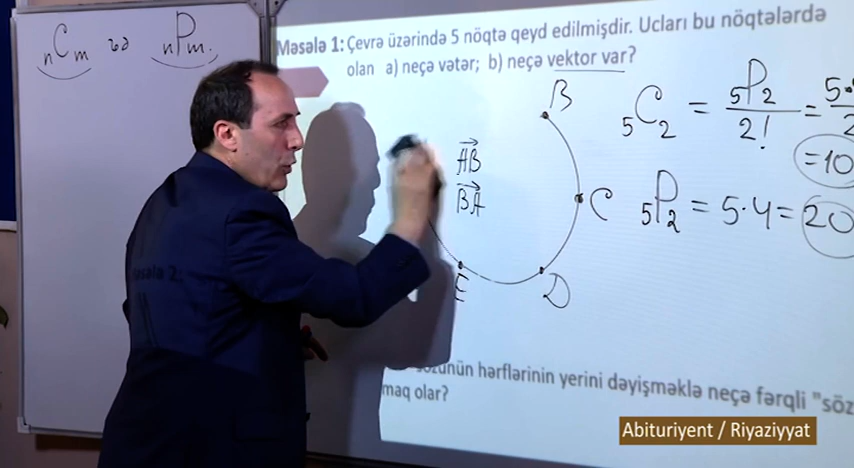 nCm və nPm.
Məsələ 1: Çevrə üzərində 5 nöqtə qeyd edilmişdir. Ucları bu nöqtələrdə
olan a) neçə vətər; b) neçə vektor var?
B
5C2 = 5P2 / 2! = 5·
= 10
AB
BA
C
5P2 = 5·4 = 20
E
D
Məsələ 2:
sözünün hərflərinin yerini dəyişməklə neçə fərqli "söz
maq olar?
Abituriyent / Riyaziyyat